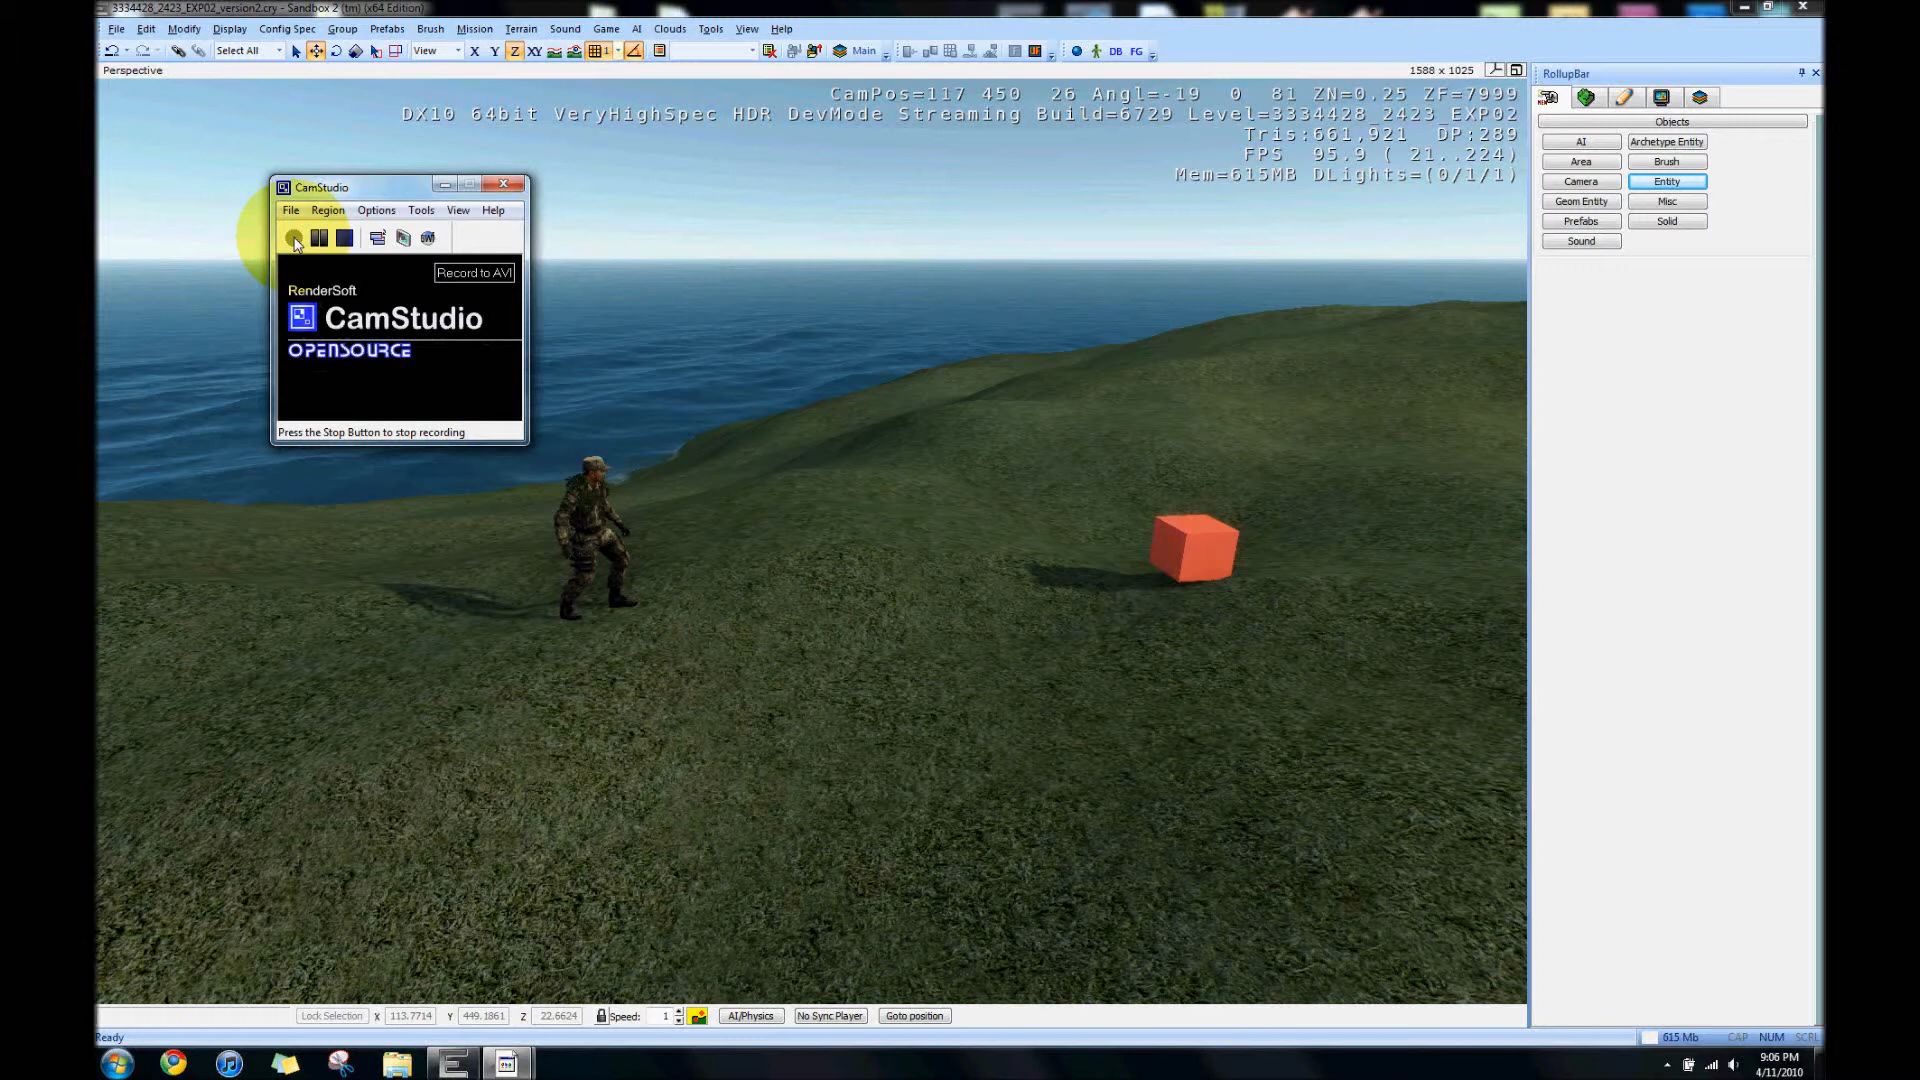 3334428_2423_EXP02_version2.cry - Sandbox 2 (tm) (x64 Edition)
File Edit Modify Display Config Spec Group Prefabs Brush Mission Terrain Sound Game AI Clouds Tools View Help
Select All View X Y Z XY 1 Main DB FG
Perspective 1588 x 1025
RollupBar
CamPos=117 450 26 Angl=-19 0 81 ZN=0.25 ZF=7999
DX10 64bit VeryHighSpec HDR DevMode Streaming Build=6729 Level=3334428_2423_EXP02
Tris:661,921 DP:289
FPS 95.9 ( 21..224)
Mem=615MB DLights=(0/1/1)
Objects
AI Archetype Entity
Area Brush
Camera Entity
Geom Entity Misc
Prefabs Solid
Sound
CamStudio
File Region Options Tools View Help
Record to AVI
RenderSoft
CamStudio
OPENSOURCE
Press the Stop Button to stop recording
Lock Selection X 113.7714 Y 449.1861 Z 22.6624 Speed: 1 AI/Physics No Sync Player Goto position
Ready 615 Mb CAP NUM SCRL
9:06 PM
4/11/2010